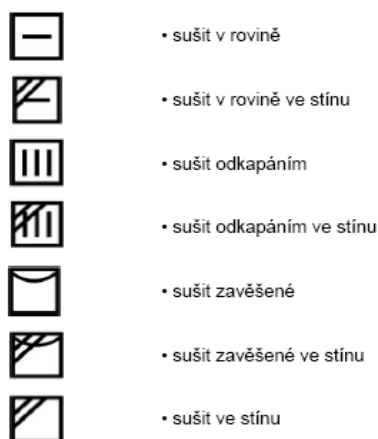 • sušit v rovině
• sušit v rovině ve stínu
• sušit odkapáním
• sušit odkapáním ve stínu
• sušit zavěšené
• sušit zavěšené ve stínu
• sušit ve stínu